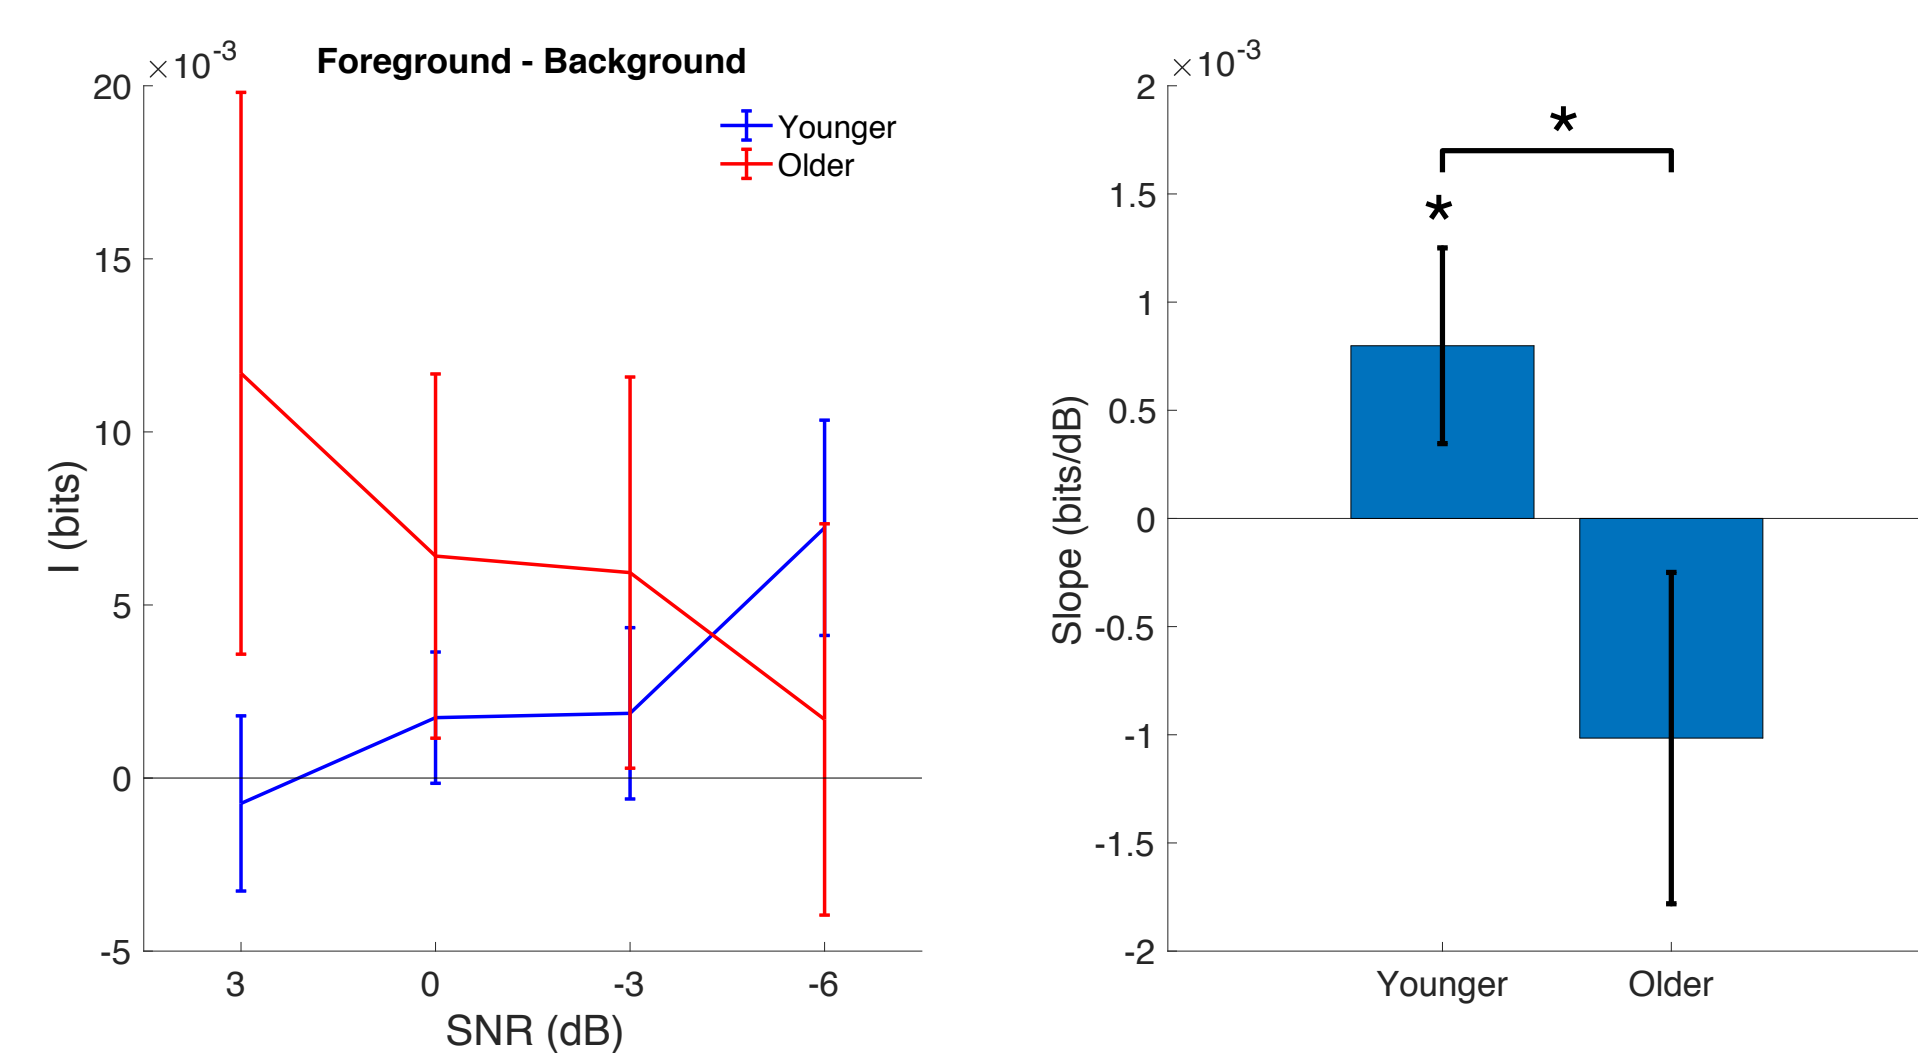 ×10-3
Foreground - Background
20
15
10
5
0
-5
I (bits)
Younger
Older
3 0 -3 -6
SNR (dB)
×10-3
2
1.5
1
0.5
0
-0.5
-1
-1.5
-2
Slope (bits/dB)
*
*
Younger Older